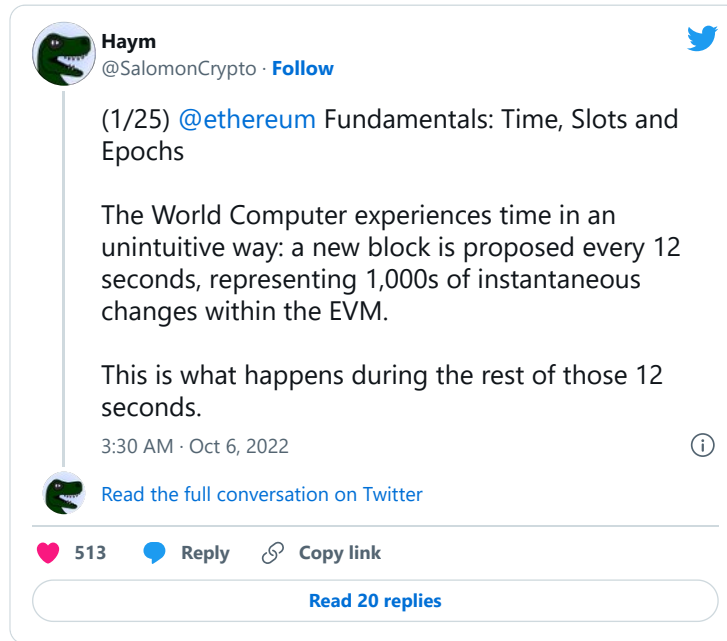 Haym
@SalomonCrypto · Follow
(1/25) @ethereum Fundamentals: Time, Slots and
Epochs
The World Computer experiences time in an
unintuitive way: a new block is proposed every 12
seconds, representing 1,000s of instantaneous
changes within the EVM.
This is what happens during the rest of those 12
seconds.
3:30 AM · Oct 6, 2022
Read the full conversation on Twitter
513 Reply Copy link
Read 20 replies